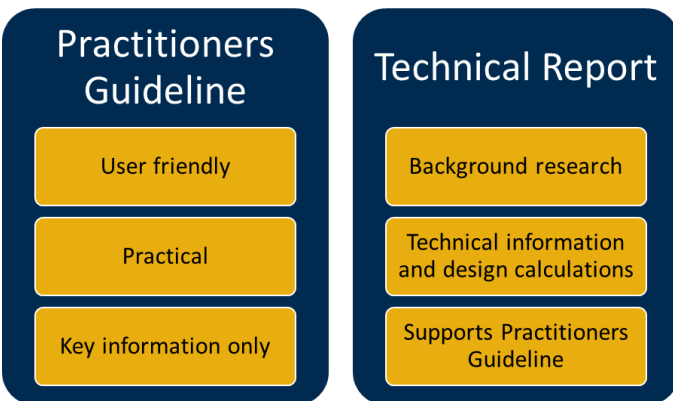 Practitioners
Guideline
User friendly
Practical
Key information only
Technical Report
Background research
Technical information
and design calculations
Supports Practitioners
Guideline